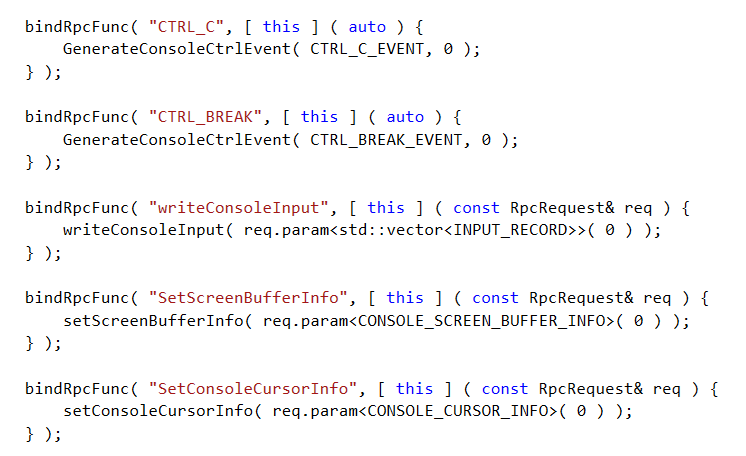 bindRpcFunc( "CTRL_C", [ this ] ( auto ) {
    GenerateConsoleCtrlEvent( CTRL_C_EVENT, 0 );
} );

bindRpcFunc( "CTRL_BREAK", [ this ] ( auto ) {
    GenerateConsoleCtrlEvent( CTRL_BREAK_EVENT, 0 );
} );

bindRpcFunc( "writeConsoleInput", [ this ] ( const RpcRequest& req ) {
    writeConsoleInput( req.param<std::vector<INPUT_RECORD>>( 0 ) );
} );

bindRpcFunc( "SetScreenBufferInfo", [ this ] ( const RpcRequest& req ) {
    setScreenBufferInfo( req.param<CONSOLE_SCREEN_BUFFER_INFO>( 0 ) );
} );

bindRpcFunc( "SetConsoleCursorInfo", [ this ] ( const RpcRequest& req ) {
    setConsoleCursorInfo( req.param<CONSOLE_CURSOR_INFO>( 0 ) );
} );